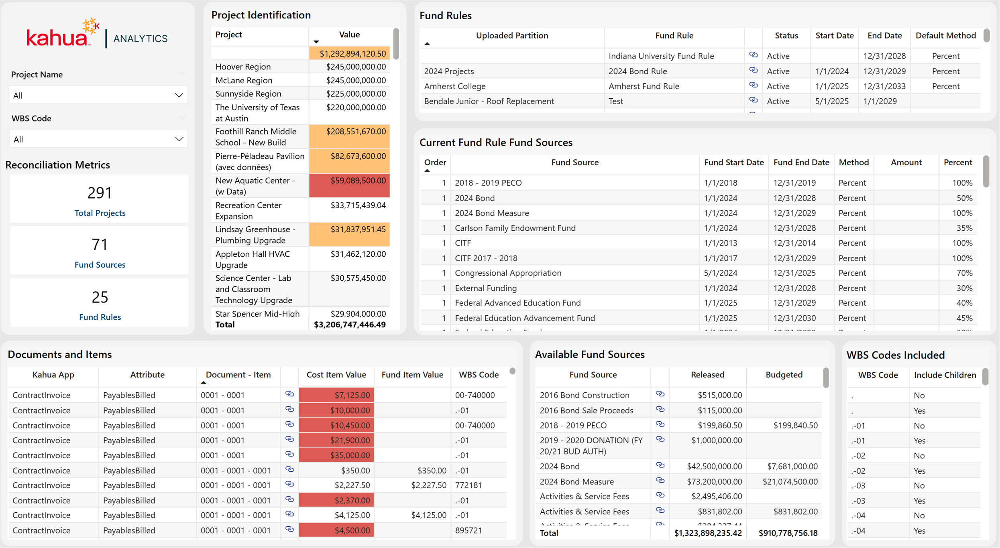 kahua™ | ANALYTICS
Project Name
All
WBS Code
All
Reconciliation Metrics
291
Total Projects
71
Fund Sources
25
Fund Rules
Project Identification
Project Value
$1,292,894,120.50
Hoover Region $245,000,000.00
McLane Region $245,000,000.00
Sunnyside Region $225,000,000.00
The University of Texas $220,000,000.00
at Austin
Foothill Ranch Middle $208,551,670.00
School - New Build
Pierre-Péladeau Pavilion $82,673,600.00
(avec données)
New Aquatic Center - $59,089,500.00
(w Data)
Recreation Center $33,715,439.04
Expansion
Lindsay Greenhouse - $31,837,951.45
Plumbing Upgrade
Appleton Hall HVAC $31,462,120.00
Upgrade
Science Center - Lab $30,575,450.00
and Classroom
Technology Upgrade
Star Spencer Mid-High $29,904,000.00
Total $3,206,747,446.49
Fund Rules
Uploaded Partition Fund Rule Status Start Date End Date Default Method
Indiana University Fund Rule Active 12/31/2028 Percent
2024 Projects 2024 Bond Rule Active 1/1/2024 12/31/2029 Percent
Amherst College Amherst Fund Rule Active 1/1/2025 12/31/2033 Percent
Bendale Junior - Roof Replacement Test Active 5/1/2025 1/1/2029
Current Fund Rule Fund Sources
Order Fund Source Fund Start Date Fund End Date Method Amount Percent
1 2018 - 2019 PECO 1/1/2018 12/31/2019 Percent 100%
1 2024 Bond 1/1/2024 12/31/2028 Percent 50%
1 2024 Bond Measure 1/1/2024 12/31/2029 Percent 100%
1 Carlson Family Endowment Fund 1/1/2024 12/31/2028 Percent 35%
1 CITF 1/1/2013 12/31/2014 Percent 100%
1 CITF 2017 - 2018 1/1/2017 12/31/2029 Percent 100%
1 Congressional Appropriation 5/1/2024 12/31/2025 Percent 70%
1 External Funding 1/1/2024 12/31/2028 Percent 30%
1 Federal Advanced Education Fund 1/1/2025 12/31/2029 Percent 40%
1 Federal Education Advancement Fund 1/1/2025 12/31/2030 Percent 45%
Documents and Items
Kahua App Attribute Document - Item Cost Item Value Fund Item Value WBS Code
ContractInvoice PayablesBilled 0001 - 0001 $7,125.00 00-740000
ContractInvoice PayablesBilled 0001 - 0001 $10,000.00 .-01
ContractInvoice PayablesBilled 0001 - 0001 $10,450.00 00-740000
ContractInvoice PayablesBilled 0001 - 0001 $21,900.00 .-01
ContractInvoice PayablesBilled 0001 - 0001 $35,000.00 .-01
ContractInvoice PayablesBilled 0001 - 0001 - 0001 $350.00 $350.00 .-01
ContractInvoice PayablesBilled 0001 - 0001 - 0001 $2,227.50 $2,227.50 772181
ContractInvoice PayablesBilled 0001 - 0001 - 0001 $2,370.00 .-01
ContractInvoice PayablesBilled 0001 - 0001 - 0001 $4,125.00 $4,125.00 .-01
ContractInvoice PayablesBilled 0001 - 0001 - 0001 $4,500.00 895721
Available Fund Sources
Fund Source Released Budgeted
2016 Bond Construction $515,000.00
2016 Bond Sale Proceeds $115,000.00
2018 - 2019 PECO $199,860.50 $199,840.50
2019 - 2020 DONATION (FY $1,000,000.00
20/21 BUD AUTH)
2024 Bond $42,500,000.00 $7,681,000.00
2024 Bond Measure $73,200,000.00 $21,074,500.00
Activities & Service Fees $2,495,406.00
Activities & Service Fees $831,802.00 $831,802.00
Total $1,323,898,235.42 $910,778,756.18
WBS Codes Included
WBS Code Include Children
. No
. Yes
.-01 No
.-01 Yes
.-02 No
.-02 Yes
.-03 No
.-03 Yes
.-04 No
.-04 Yes